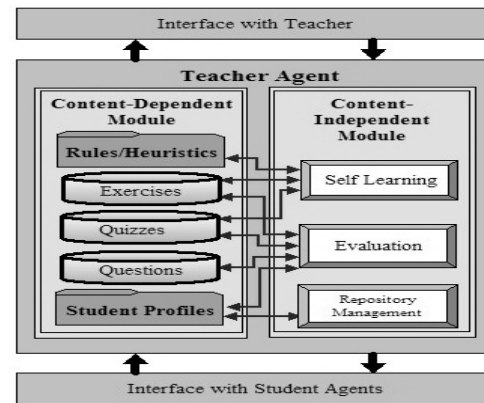 Interface with Teacher
Teacher Agent
Content-Dependent
Module
Rules/Heuristics
Exercises
Quizzes
Questions
Student Profiles
Content-
Independent
Module
Self Learning
Evaluation
Repository
Management
Interface with Student Agents